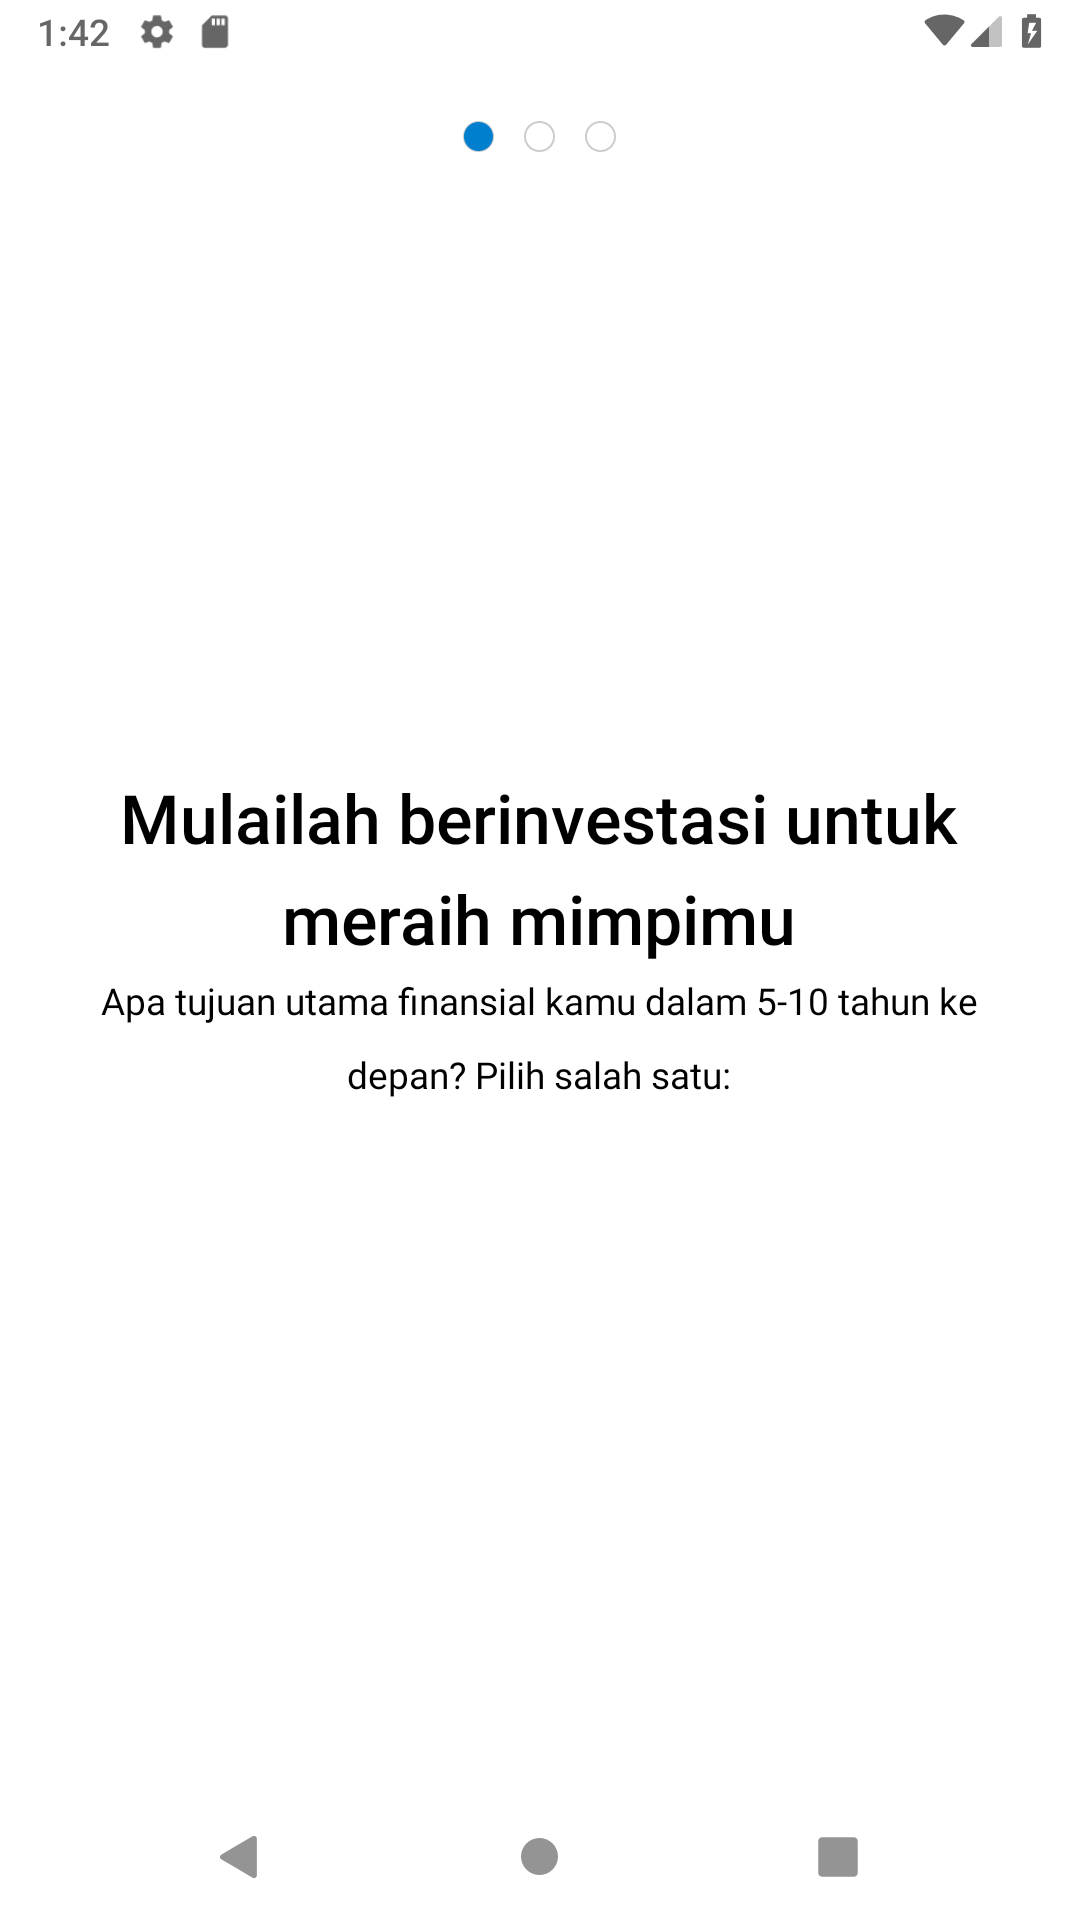 1:42
Mulailah berinvestasi untuk
meraih mimpimu
Apa tujuan utama finansial kamu dalam 5-10 tahun ke
depan? Pilih salah satu: